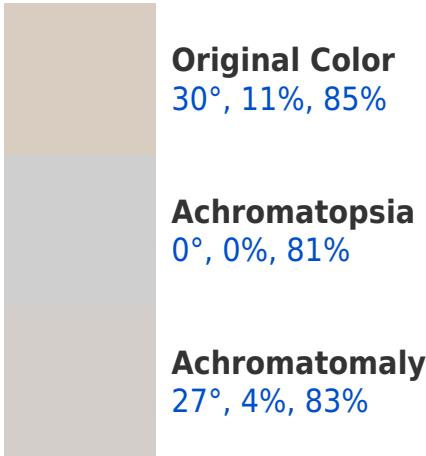 Original Color
30°, 11%, 85%
Achromatopsia
0°, 0%, 81%
Achromatomaly
27°, 4%, 83%